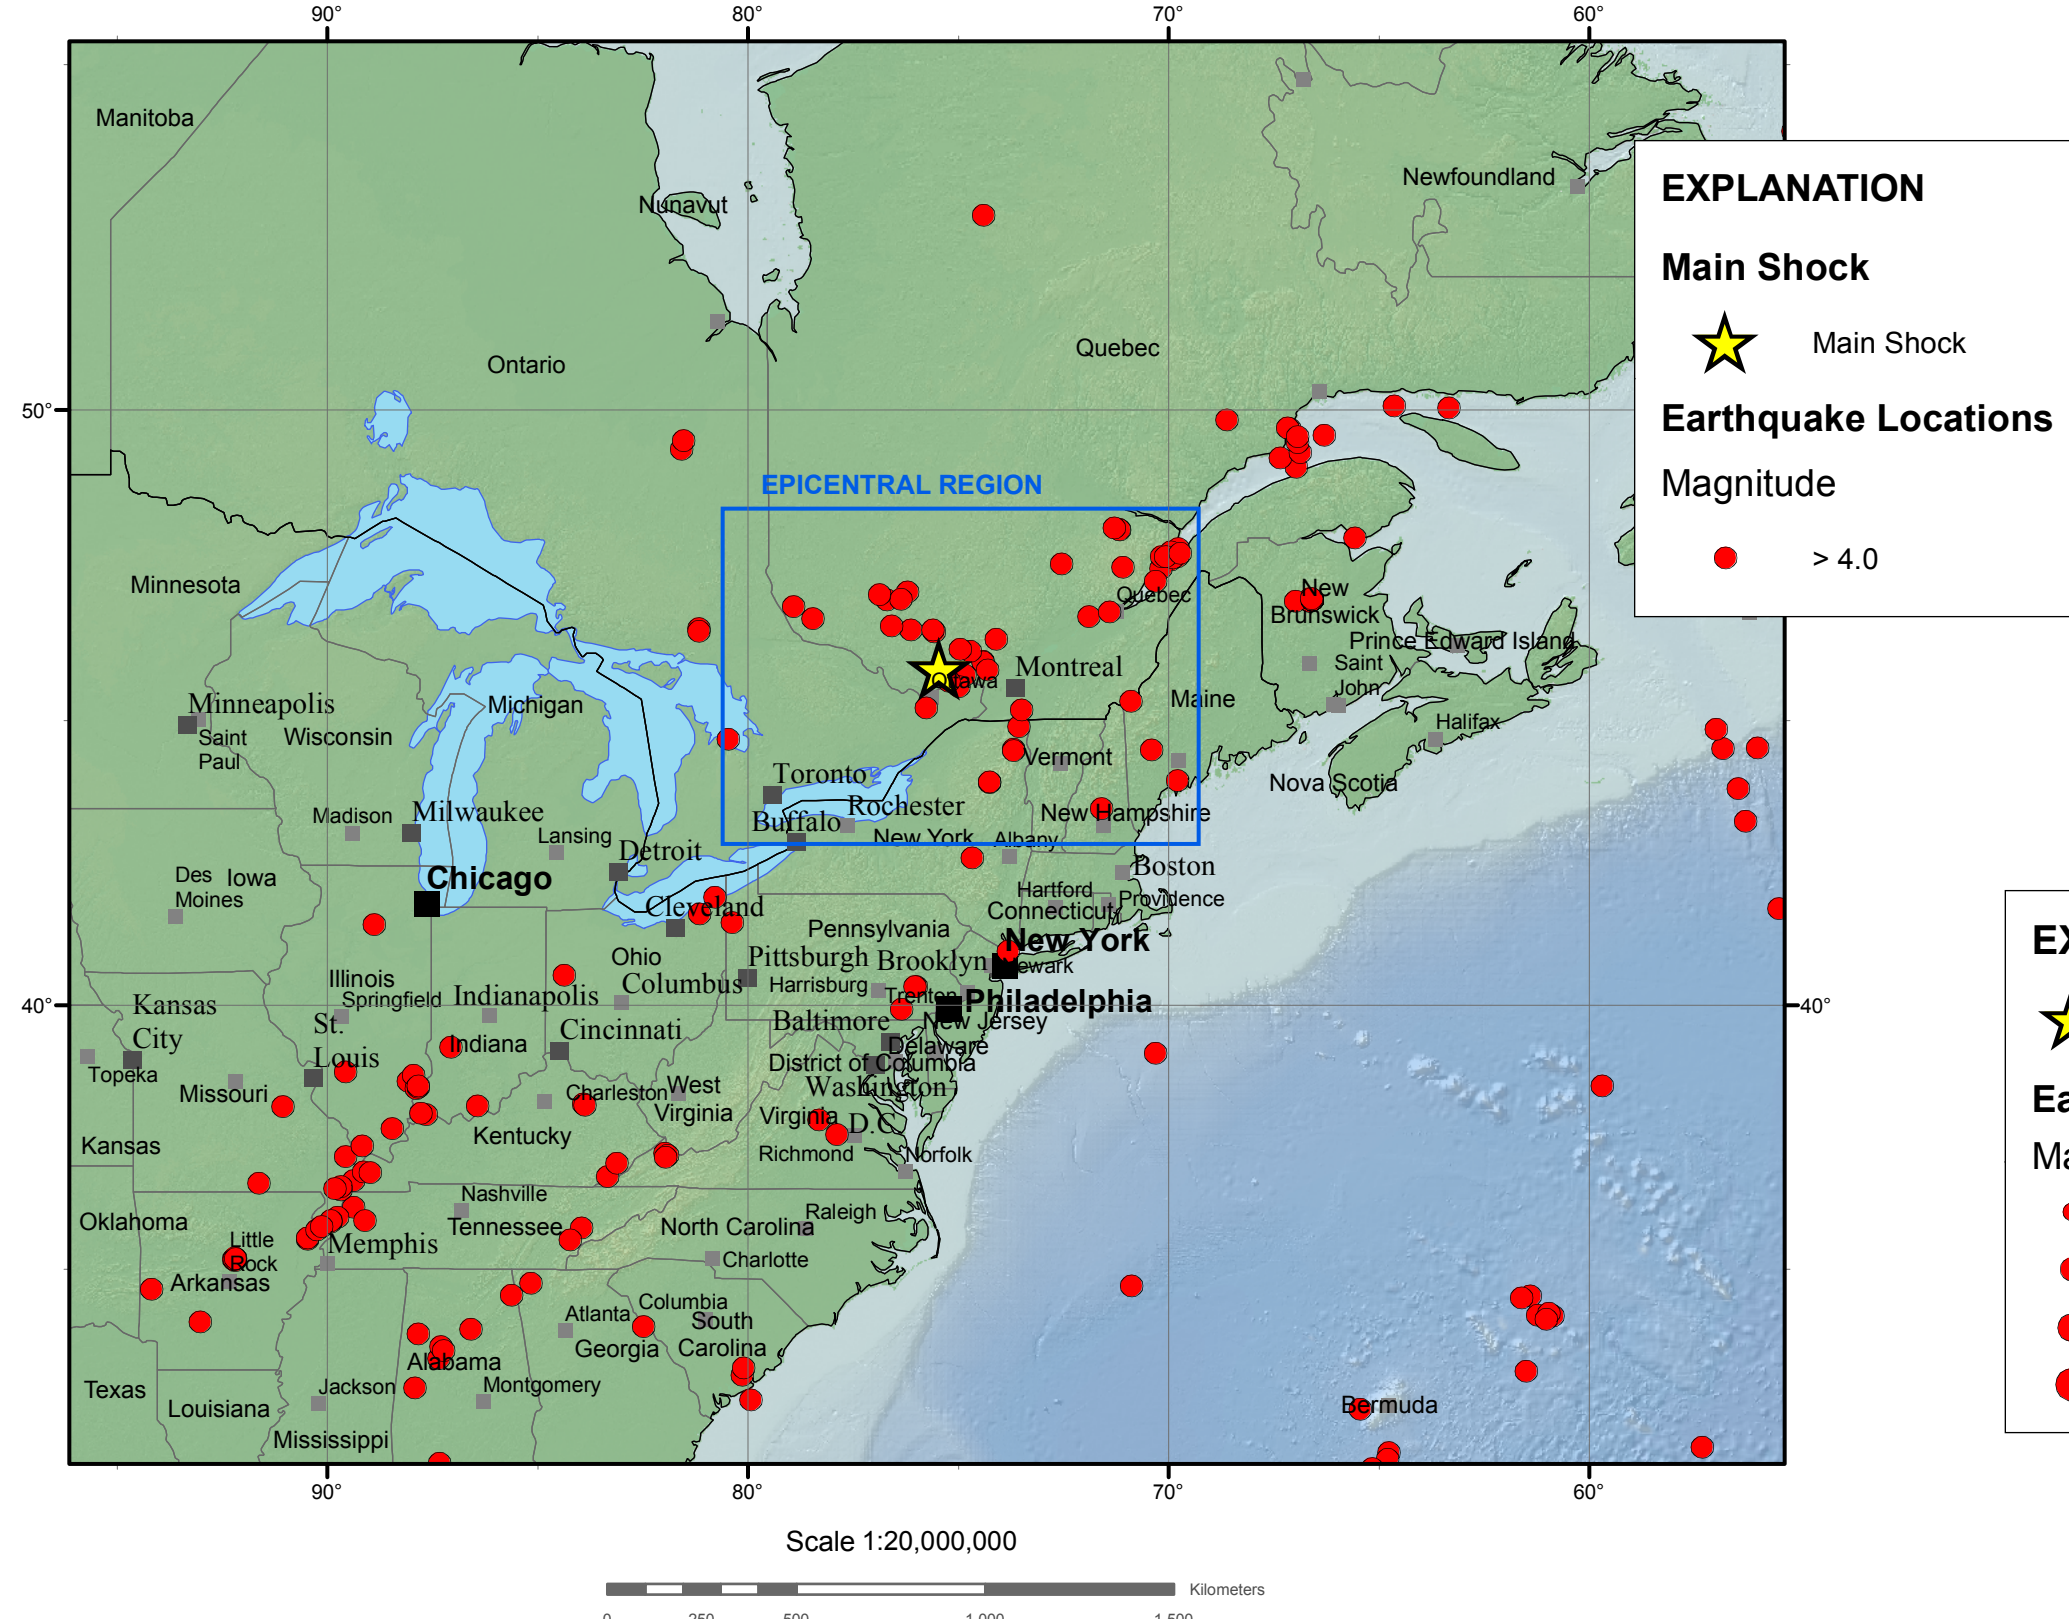 90°
80°
70°
60°
Manitoba
Nunavut
Newfoundland
EXPLANATION
Main Shock
Main Shock
Earthquake Locations
Magnitude
> 4.0
Ontario
Quebec
50°
EPICENTRAL REGION
Minnesota
Quebec
New
Brunswick
Prince Edward Island
Montreal
Saint
John
Maine
Michigan
Minneapolis
Saint
Paul
Wisconsin
Halifax
Vermont
Nova Scotia
Toronto
Rochester
Madison
Milwaukee
Lansing
Buffalo
New York
Albany
New Hampshire
Detroit
Boston
Chicago
Des
Moines
Iowa
Hartford
Connecticut
Providence
Cleveland
Pennsylvania
New York
Ohio
Pittsburgh
Brooklyn
Illinois
Springfield
Indianapolis
Columbus
Harrisburg
Trenton
Philadelphia
40°
40°
Kansas
City
St.
Louis
Cincinnati
Baltimore
New Jersey
Indiana
Delaware
District of Columbia
Topeka
Missouri
Charleston
West
Virginia
Washington
D.C.
Virginia
Kentucky
Kansas
Richmond
Norfolk
Nashville
Oklahoma
Tennessee
North Carolina
Raleigh
Little
Rock
Memphis
Charlotte
Arkansas
Atlanta
Columbia
South
Carolina
Georgia
Alabama
Texas
Louisiana
Jackson
Montgomery
Bermuda
Mississippi
90°
80°
70°
60°
Scale 1:20,000,000
Kilometers
0 250 500 1,000 1,500